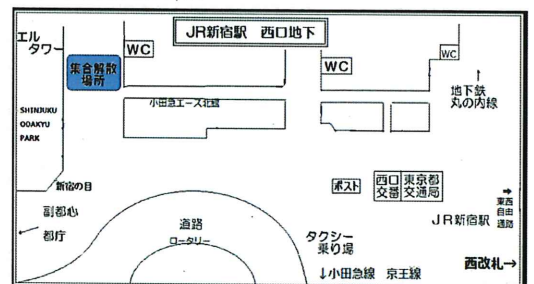 JR新宿駅 西口地下
エル
タワー
WC
集合解散
場所
WC
WC
地下鉄
丸の内線
小田急エース北館
SHINJUKU
ODAKYU
PARK
新宿の目
副都心
都庁
道路
ロータリー
ポスト
西口
交番
東京都
交通局
東西
自由
通路
JR新宿駅
タクシー
乗り場
西改札→
↓小田急線 京王線